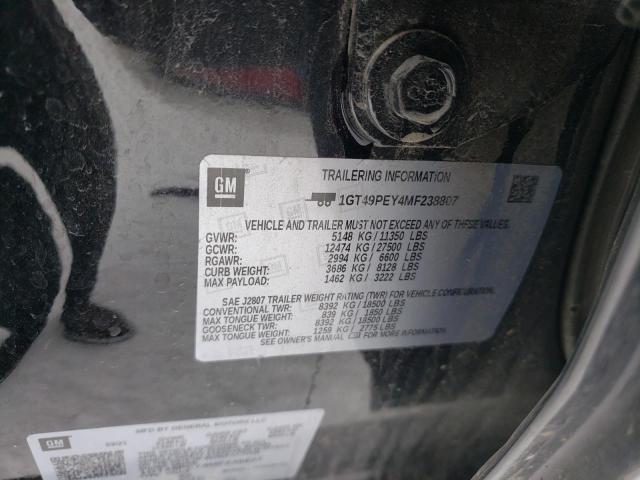 GM
TRAILERING INFORMATION
1GT49PEY4MF238807
VEHICLE AND TRAILER MUST NOT EXCEED ANY OF THESE VALUES.
GVWR: 5148 KG / 11350 LBS
GCWR: 12474 KG / 27500 LBS
RGAWR: 2994 KG / 6600 LBS
CURB WEIGHT: 3686 KG / 8128 LBS
MAX PAYLOAD: 1462 KG / 3222 LBS
SAE J2807 TRAILER WEIGHT RATING (TWR) FOR VEHICLE CONFIGURATION
CONVENTIONAL TWR: 8392 KG / 18500 LBS
MAX TONGUE WEIGHT: 839 KG / 1850 LBS
GOOSENECK TWR: 8392 KG / 18500 LBS
MAX TONGUE WEIGHT: 1259 KG / 2775 LBS
SEE OWNER'S MANUAL FOR MORE INFORMATION
GM
MFD BY GENERAL MOTORS LLC